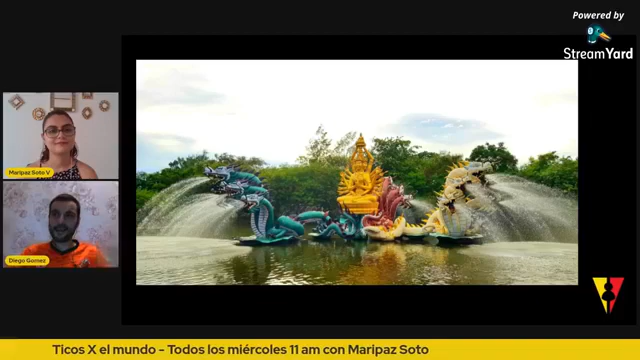 Powered by
StreamYard
Maripaz Soto V
Diego Gomez
Ticos X el mundo - Todos los miércoles 11 am con Maripaz Soto